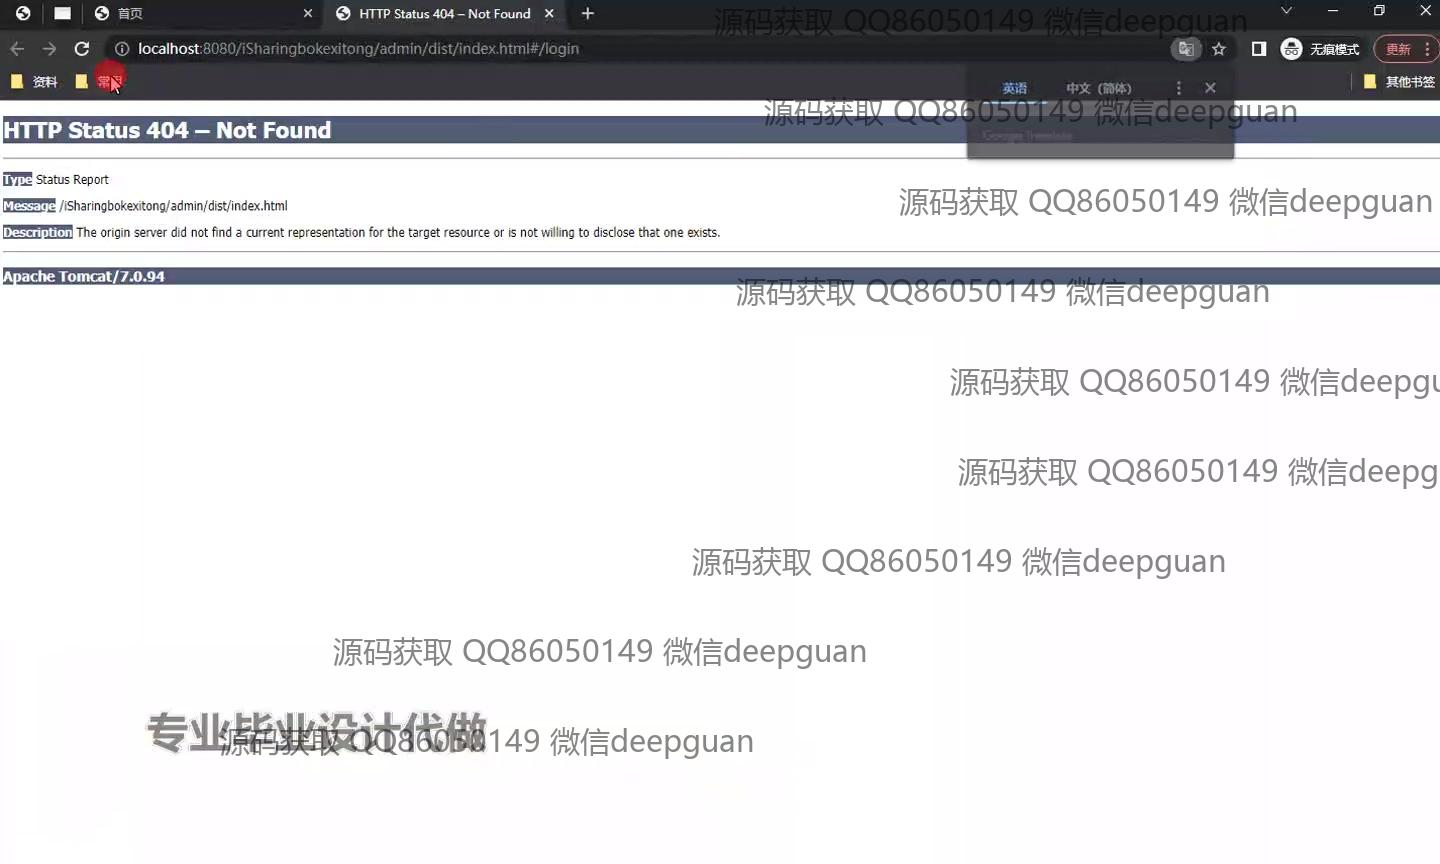 首页
HTTP Status 404 – Not Found
源码获取 QQ86050149 微信deepguan
localhost:8080/iSharingbokexitong/admin/dist/index.html#/login
无痕模式
更新
资料
常用
英语
中文（简体）
其他书签
源码获取 QQ86050149 微信deepguan
HTTP Status 404 – Not Found
Google Translate
Type Status Report
源码获取 QQ86050149 微信deepguan
Message /iSharingbokexitong/admin/dist/index.html
Description The origin server did not find a current representation for the target resource or is not willing to disclose that one exists.
Apache Tomcat/7.0.94
源码获取 QQ86050149 微信deepguan
源码获取 QQ86050149 微信deepgu
源码获取 QQ86050149 微信deepg
源码获取 QQ86050149 微信deepguan
源码获取 QQ86050149 微信deepguan
专业毕业设计代做
源码获取 QQ86050149 微信deepguan